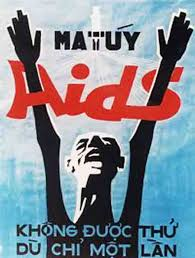 MA TÚY
AidS
KHÔNG ĐƯỢC THỬ
DÙ CHỈ MỘT LẦN